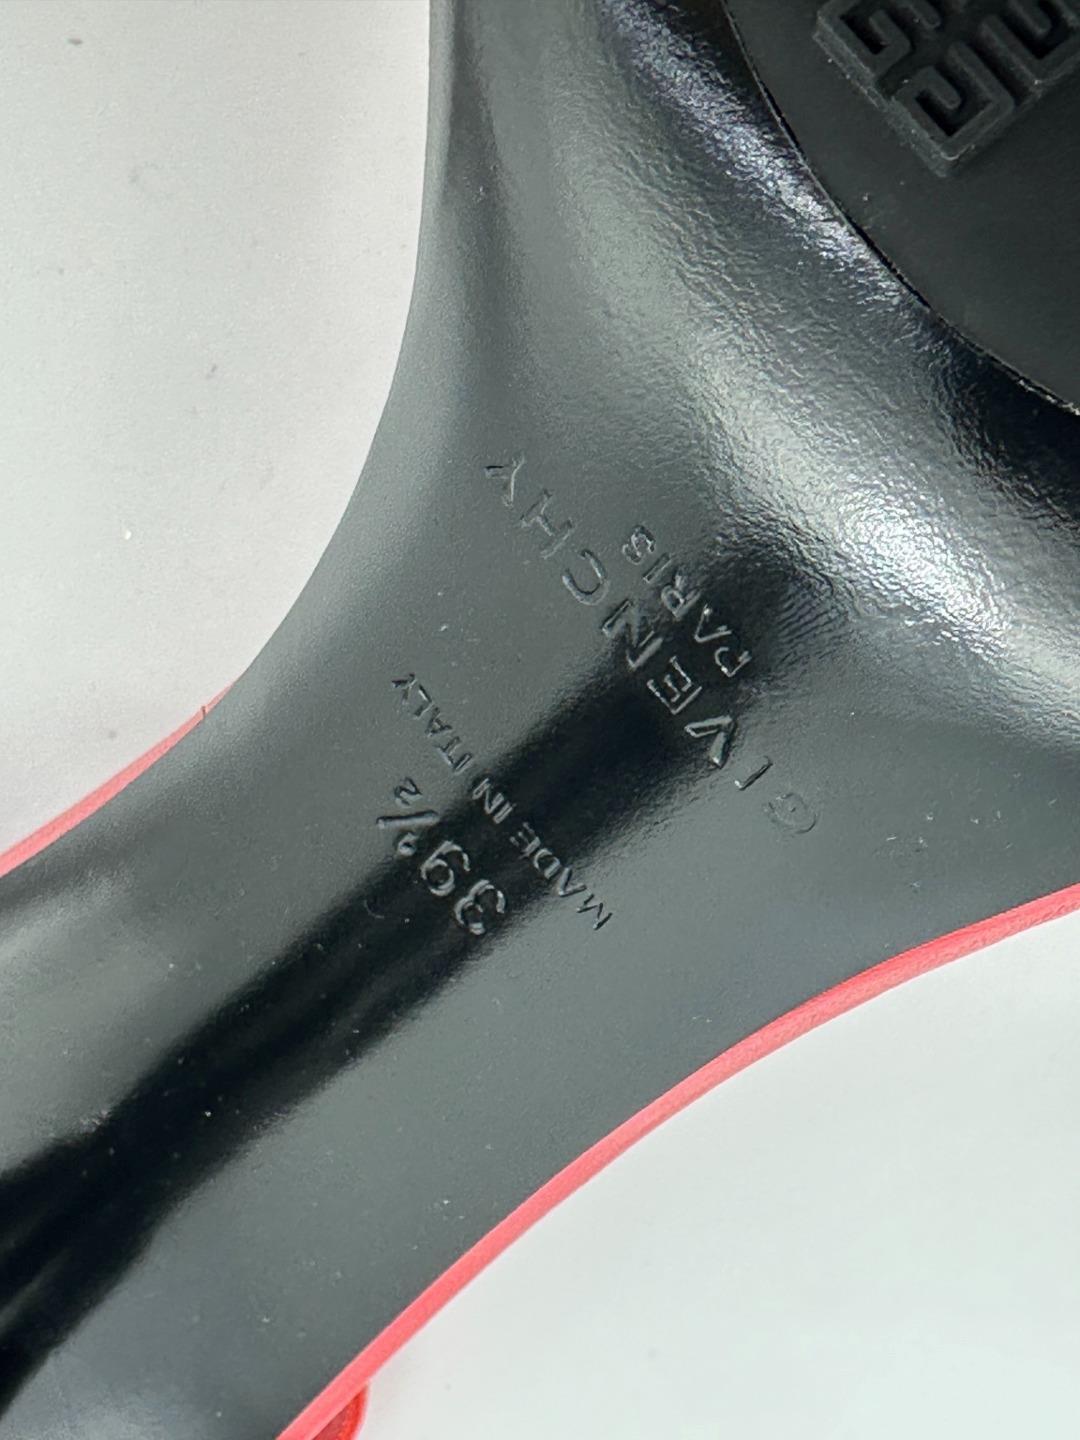 GIVENCHY
PARIS
MADE IN ITALY
39½